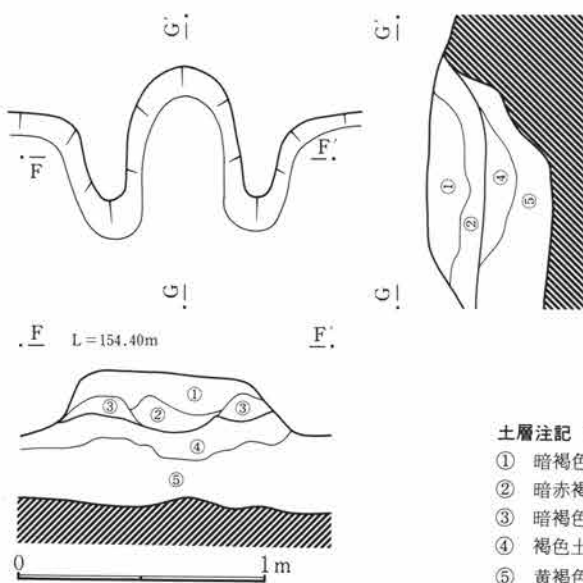 G'
G'
F
F'
①
②
④
⑤
G
G
F
L＝154.40m
F'
①
③
②
③
④
⑤
0
1m
土層注記
① 暗褐色
② 暗赤褐
③ 暗褐色
④ 褐色土
⑤ 黄褐色